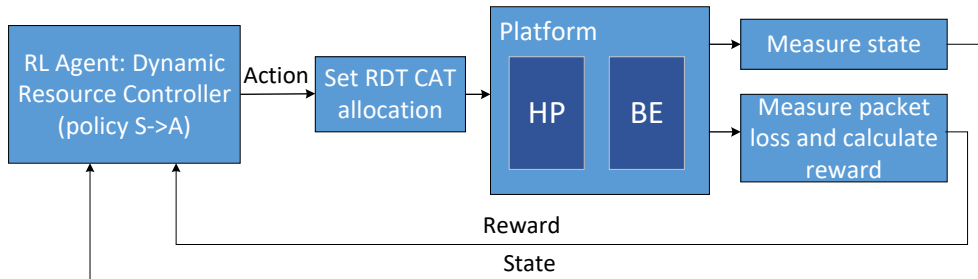 RL Agent: Dynamic
Resource Controller
(policy S->A)
Action
Set RDT CAT
allocation
Platform
HP
BE
Measure state
Measure packet
loss and calculate
reward
Reward
State